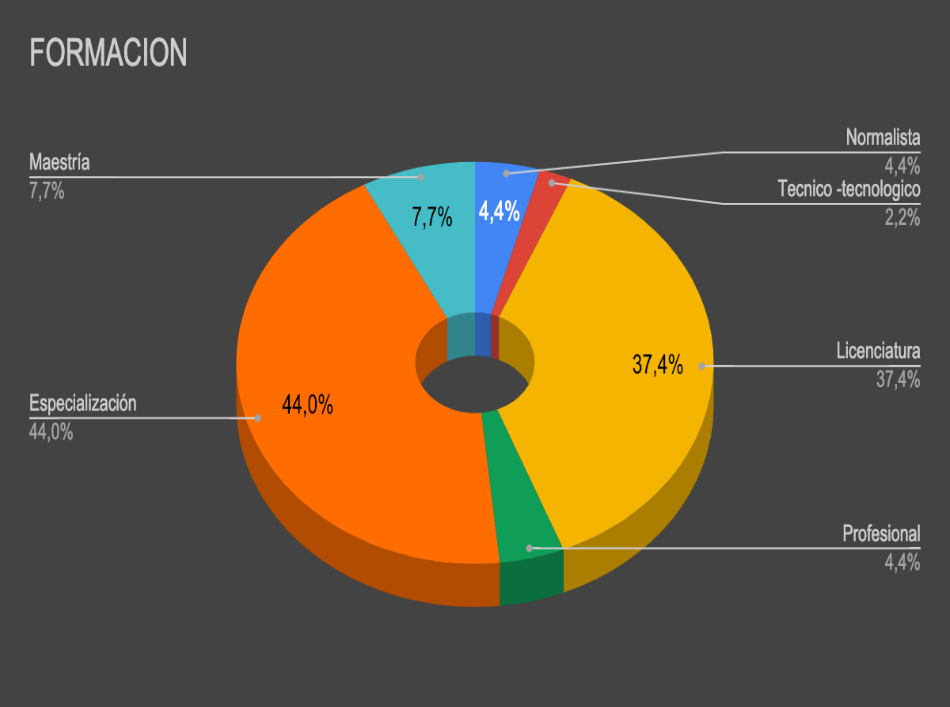 FORMACION
Normalista
4,4%
Maestría
7,7%
Tecnico -tecnologico
2,2%
7,7%
4,4%
Licenciatura
37,4%
37,4%
Especialización
44,0%
44,0%
Profesional
4,4%